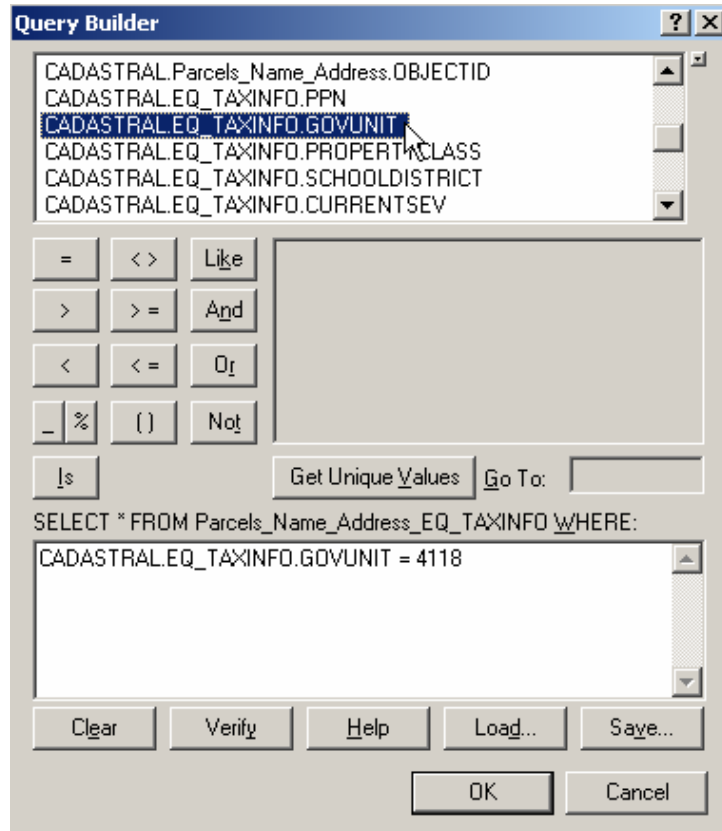 Query Builder ? X
CADASTRAL.Parcels_Name_Address.OBJECTID
CADASTRAL.EQ_TAXINFO.PPN
CADASTRAL.EQ_TAXINFO.GOVUNIT
CADASTRAL.EQ_TAXINFO.PROPERTYCLASS
CADASTRAL.EQ_TAXINFO.SCHOOLDISTRICT
CADASTRAL.EQ_TAXINFO.CURRENTSEV
= < > Like
> > = And
< < = Or
_ % ( ) Not
Is Get Unique Values Go To:
SELECT * FROM Parcels_Name_Address_EQ_TAXINFO WHERE:
CADASTRAL.EQ_TAXINFO.GOVUNIT = 4118
Clear Verify Help Load... Save...
OK Cancel